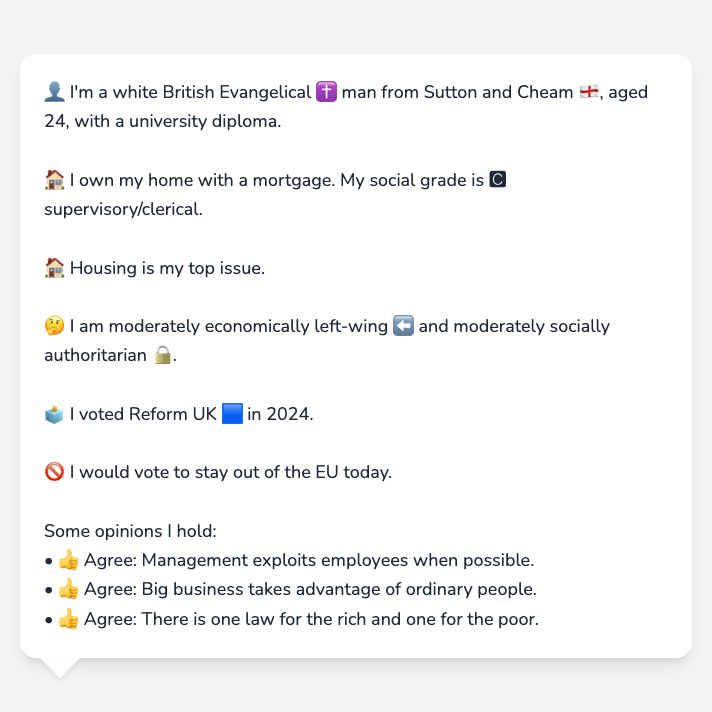 👤 I'm a white British Evangelical ✝️ man from Sutton and Cheam 🏴󠁧󠁢󠁥󠁮󠁧󠁿, aged
24, with a university diploma.
🏠 I own my home with a mortgage. My social grade is 🅲
supervisory/clerical.
🏠 Housing is my top issue.
🤔 I am moderately economically left-wing ⬅️ and moderately socially
authoritarian 🔒.
🗳️ I voted Reform UK 🟦 in 2024.
🚫 I would vote to stay out of the EU today.
Some opinions I hold:
• 👍 Agree: Management exploits employees when possible.
• 👍 Agree: Big business takes advantage of ordinary people.
• 👍 Agree: There is one law for the rich and one for the poor.